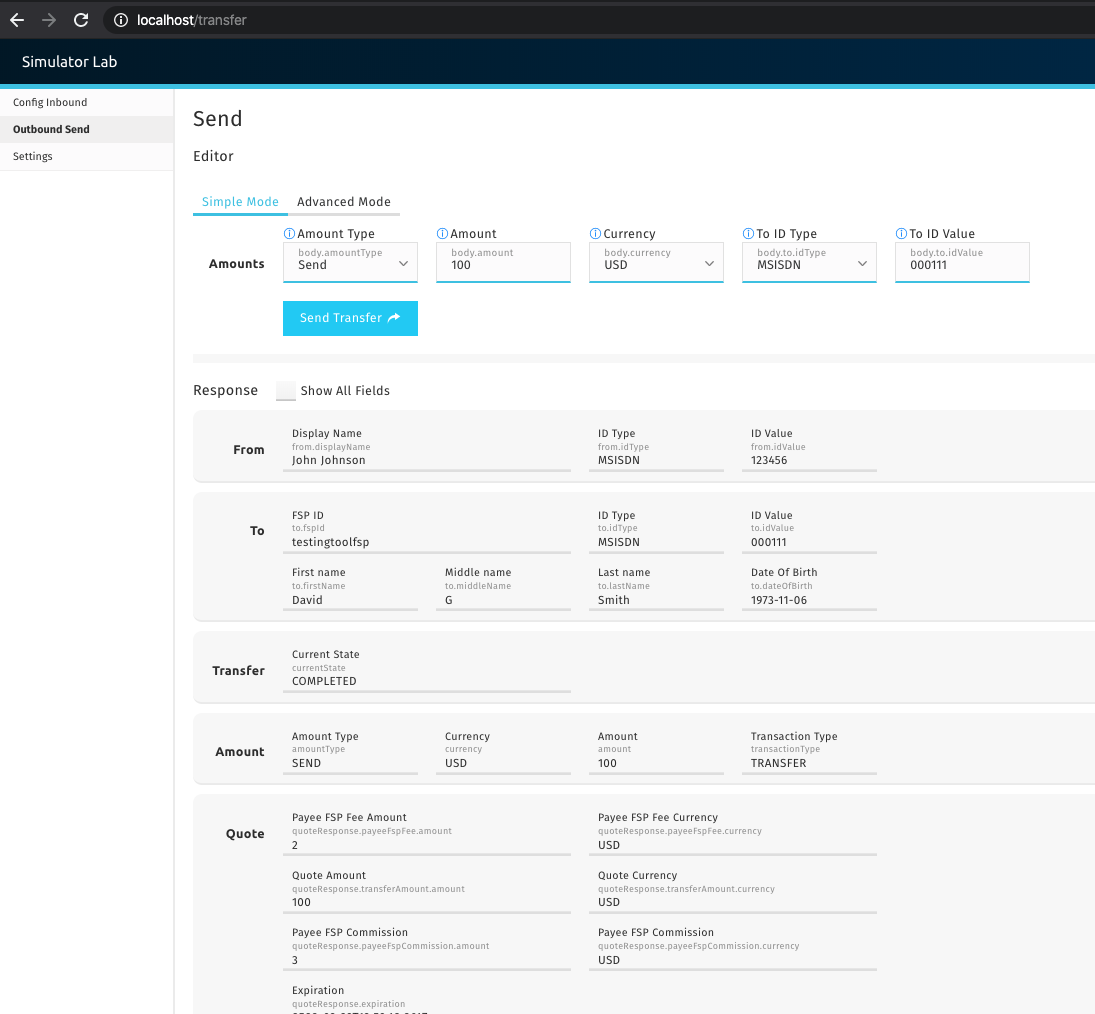 localhost/transfer
Simulator Lab
Config Inbound
Outbound Send
Settings
Send
Editor
Simple Mode Advanced Mode
Amount Type Amount Currency To ID Type To ID Value
Amounts
body.amountType body.amount body.currency body.to.idType body.to.idValue
Send 100 USD MSISDN 000111
Send Transfer
Response Show All Fields
From
Display Name ID Type ID Value
from.displayName from.idType from.idValue
John Johnson MSISDN 123456
To
FSP ID ID Type ID Value
to.fspId to.idType to.idValue
testingtoolfsp MSISDN 000111
First name Middle name Last name Date Of Birth
to.firstName to.middleName to.lastName to.dateOfBirth
David G Smith 1973-11-06
Transfer
Current State
currentState
COMPLETED
Amount
Amount Type Currency Amount Transaction Type
amountType currency amount transactionType
SEND USD 100 TRANSFER
Quote
Payee FSP Fee Amount Payee FSP Fee Currency
quoteResponse.payeeFspFee.amount quoteResponse.payeeFspFee.currency
2 USD
Quote Amount Quote Currency
quoteResponse.transferAmount.amount quoteResponse.transferAmount.currency
100 USD
Payee FSP Commission Payee FSP Commission
quoteResponse.payeeFspCommission.amount quoteResponse.payeeFspCommission.currency
3 USD
Expiration
quoteResponse.expiration